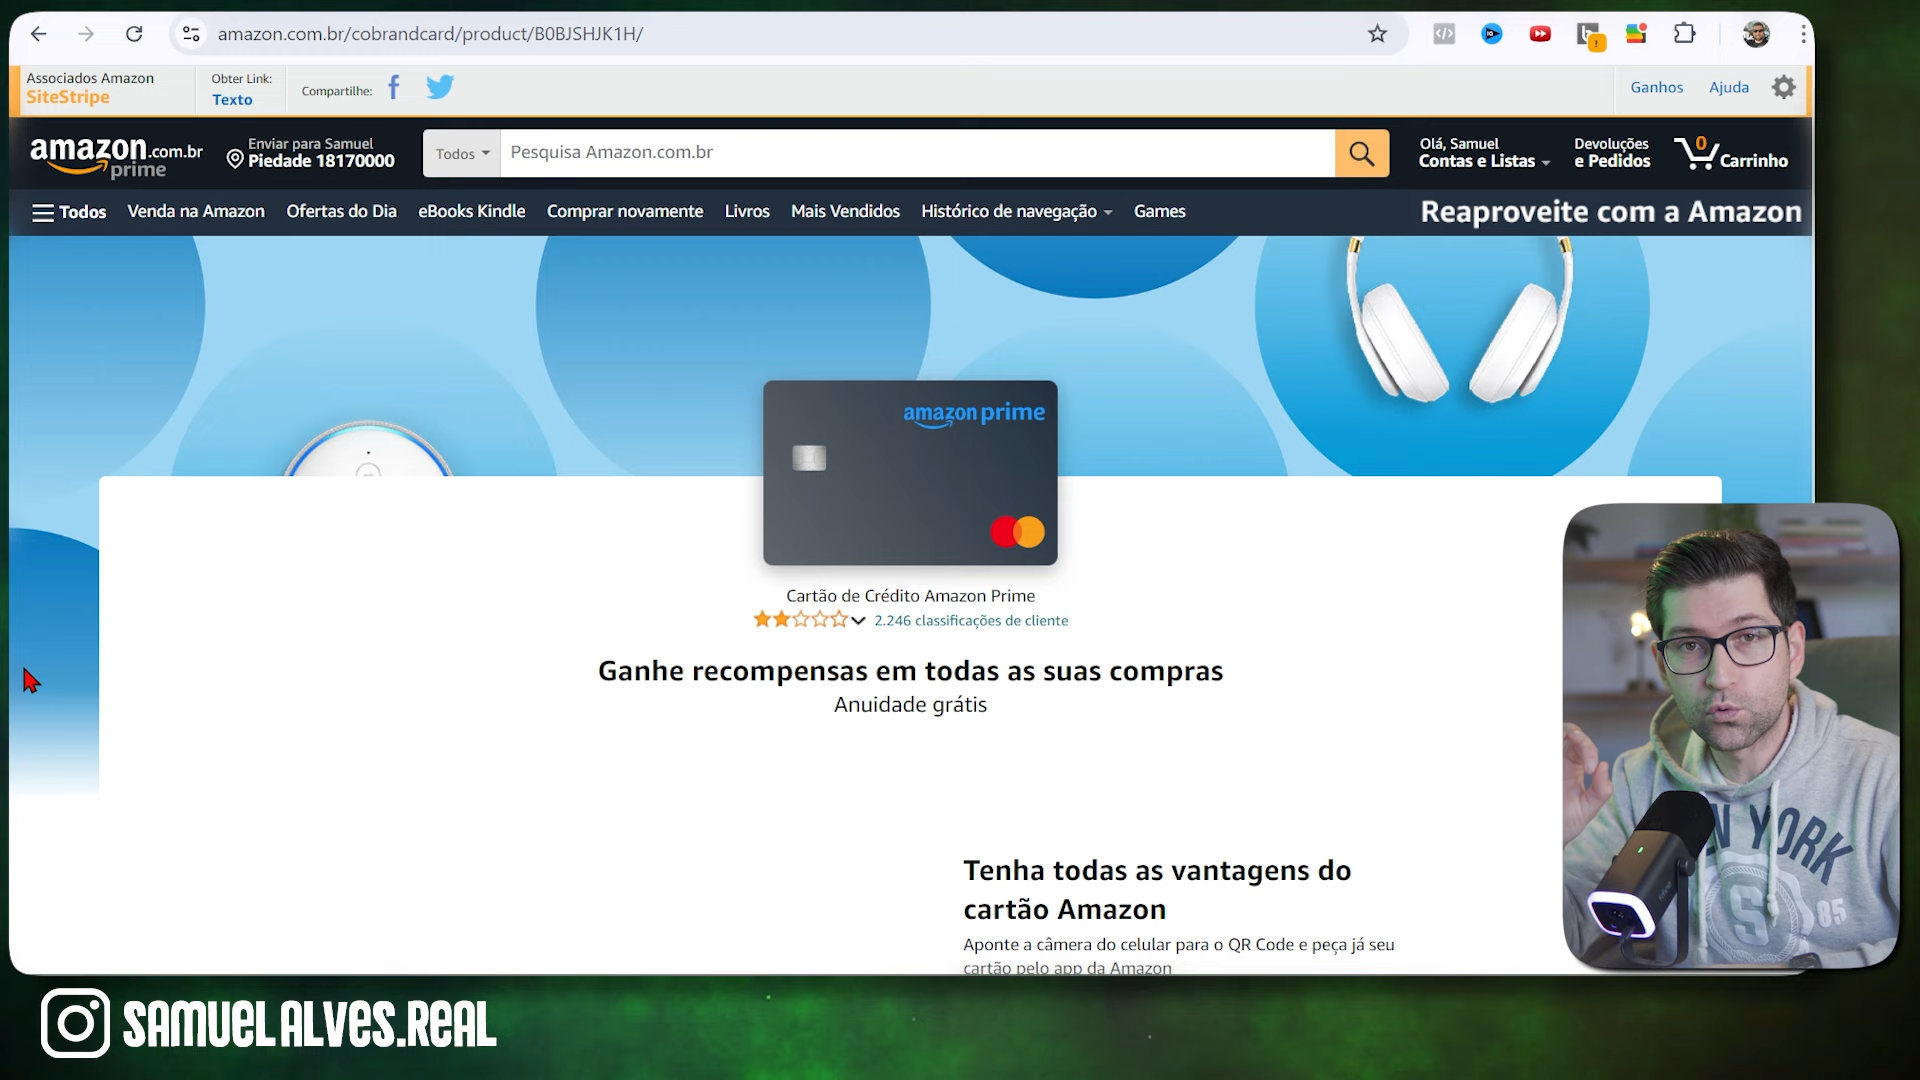 amazon.com.br/cobrandcard/product/B0BJSHJK1H/
Associados Amazon
SiteStripe
Obter Link:
Texto
Compartilhe:
Ganhos
Ajuda
amazon.com.br
prime
Enviar para Samuel
Piedade 18170000
Todos
Pesquisa Amazon.com.br
Olá, Samuel
Contas e Listas
Devoluções
e Pedidos
0
Carrinho
Todos
Venda na Amazon
Ofertas do Dia
eBooks Kindle
Comprar novamente
Livros
Mais Vendidos
Histórico de navegação
Games
Reaproveite com a Amazon
amazon prime
Cartão de Crédito Amazon Prime
2.246 classificações de cliente
Ganhe recompensas em todas as suas compras
Anuidade grátis
Tenha todas as vantagens do
cartão Amazon
Aponte a câmera do celular para o QR Code e peça já seu
cartão pelo app da Amazon
YORK
85
SAMUELALVES.REAL